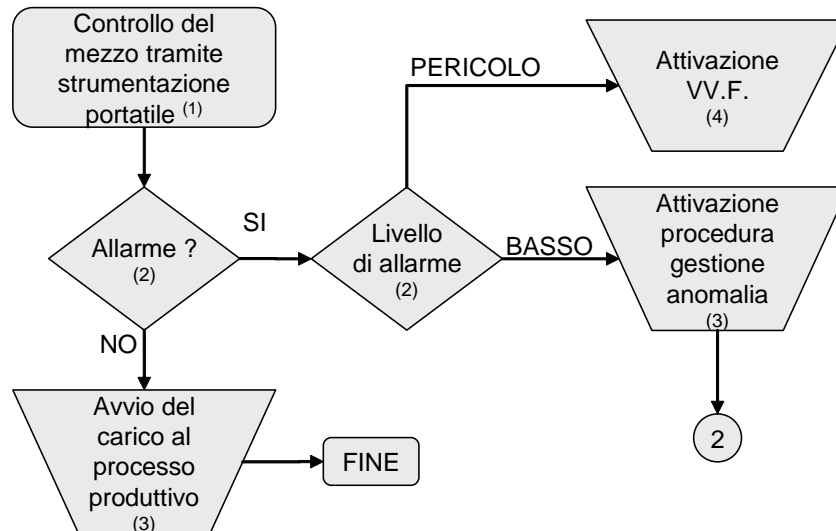 Controllo del
mezzo tramite
strumentazione
portatile (1)
PERICOLO
Attivazione
VV.F.
(4)
Allarme ?
(2)
SI
Livello
di allarme
(2)
BASSO
Attivazione
procedura
gestione
anomalia
(3)
NO
Avvio del
carico al
processo
produttivo
(3)
FINE
2